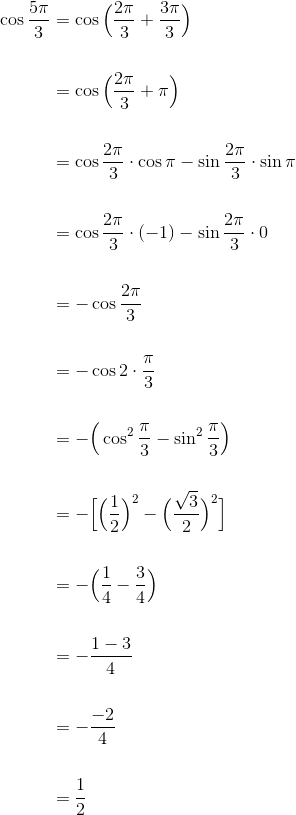 cos 5π/3 = cos (2π/3 + 3π/3)
= cos (2π/3 + π)
= cos 2π/3 · cos π − sin 2π/3 · sin π
= cos 2π/3 · (−1) − sin 2π/3 · 0
= − cos 2π/3
= − cos 2 · π/3
= −( cos² π/3 − sin² π/3 )
= −[ (1/2)² − (√3/2)² ]
= −(1/4 − 3/4)
= − (1 − 3)/4
= − (−2)/4
= 1/2